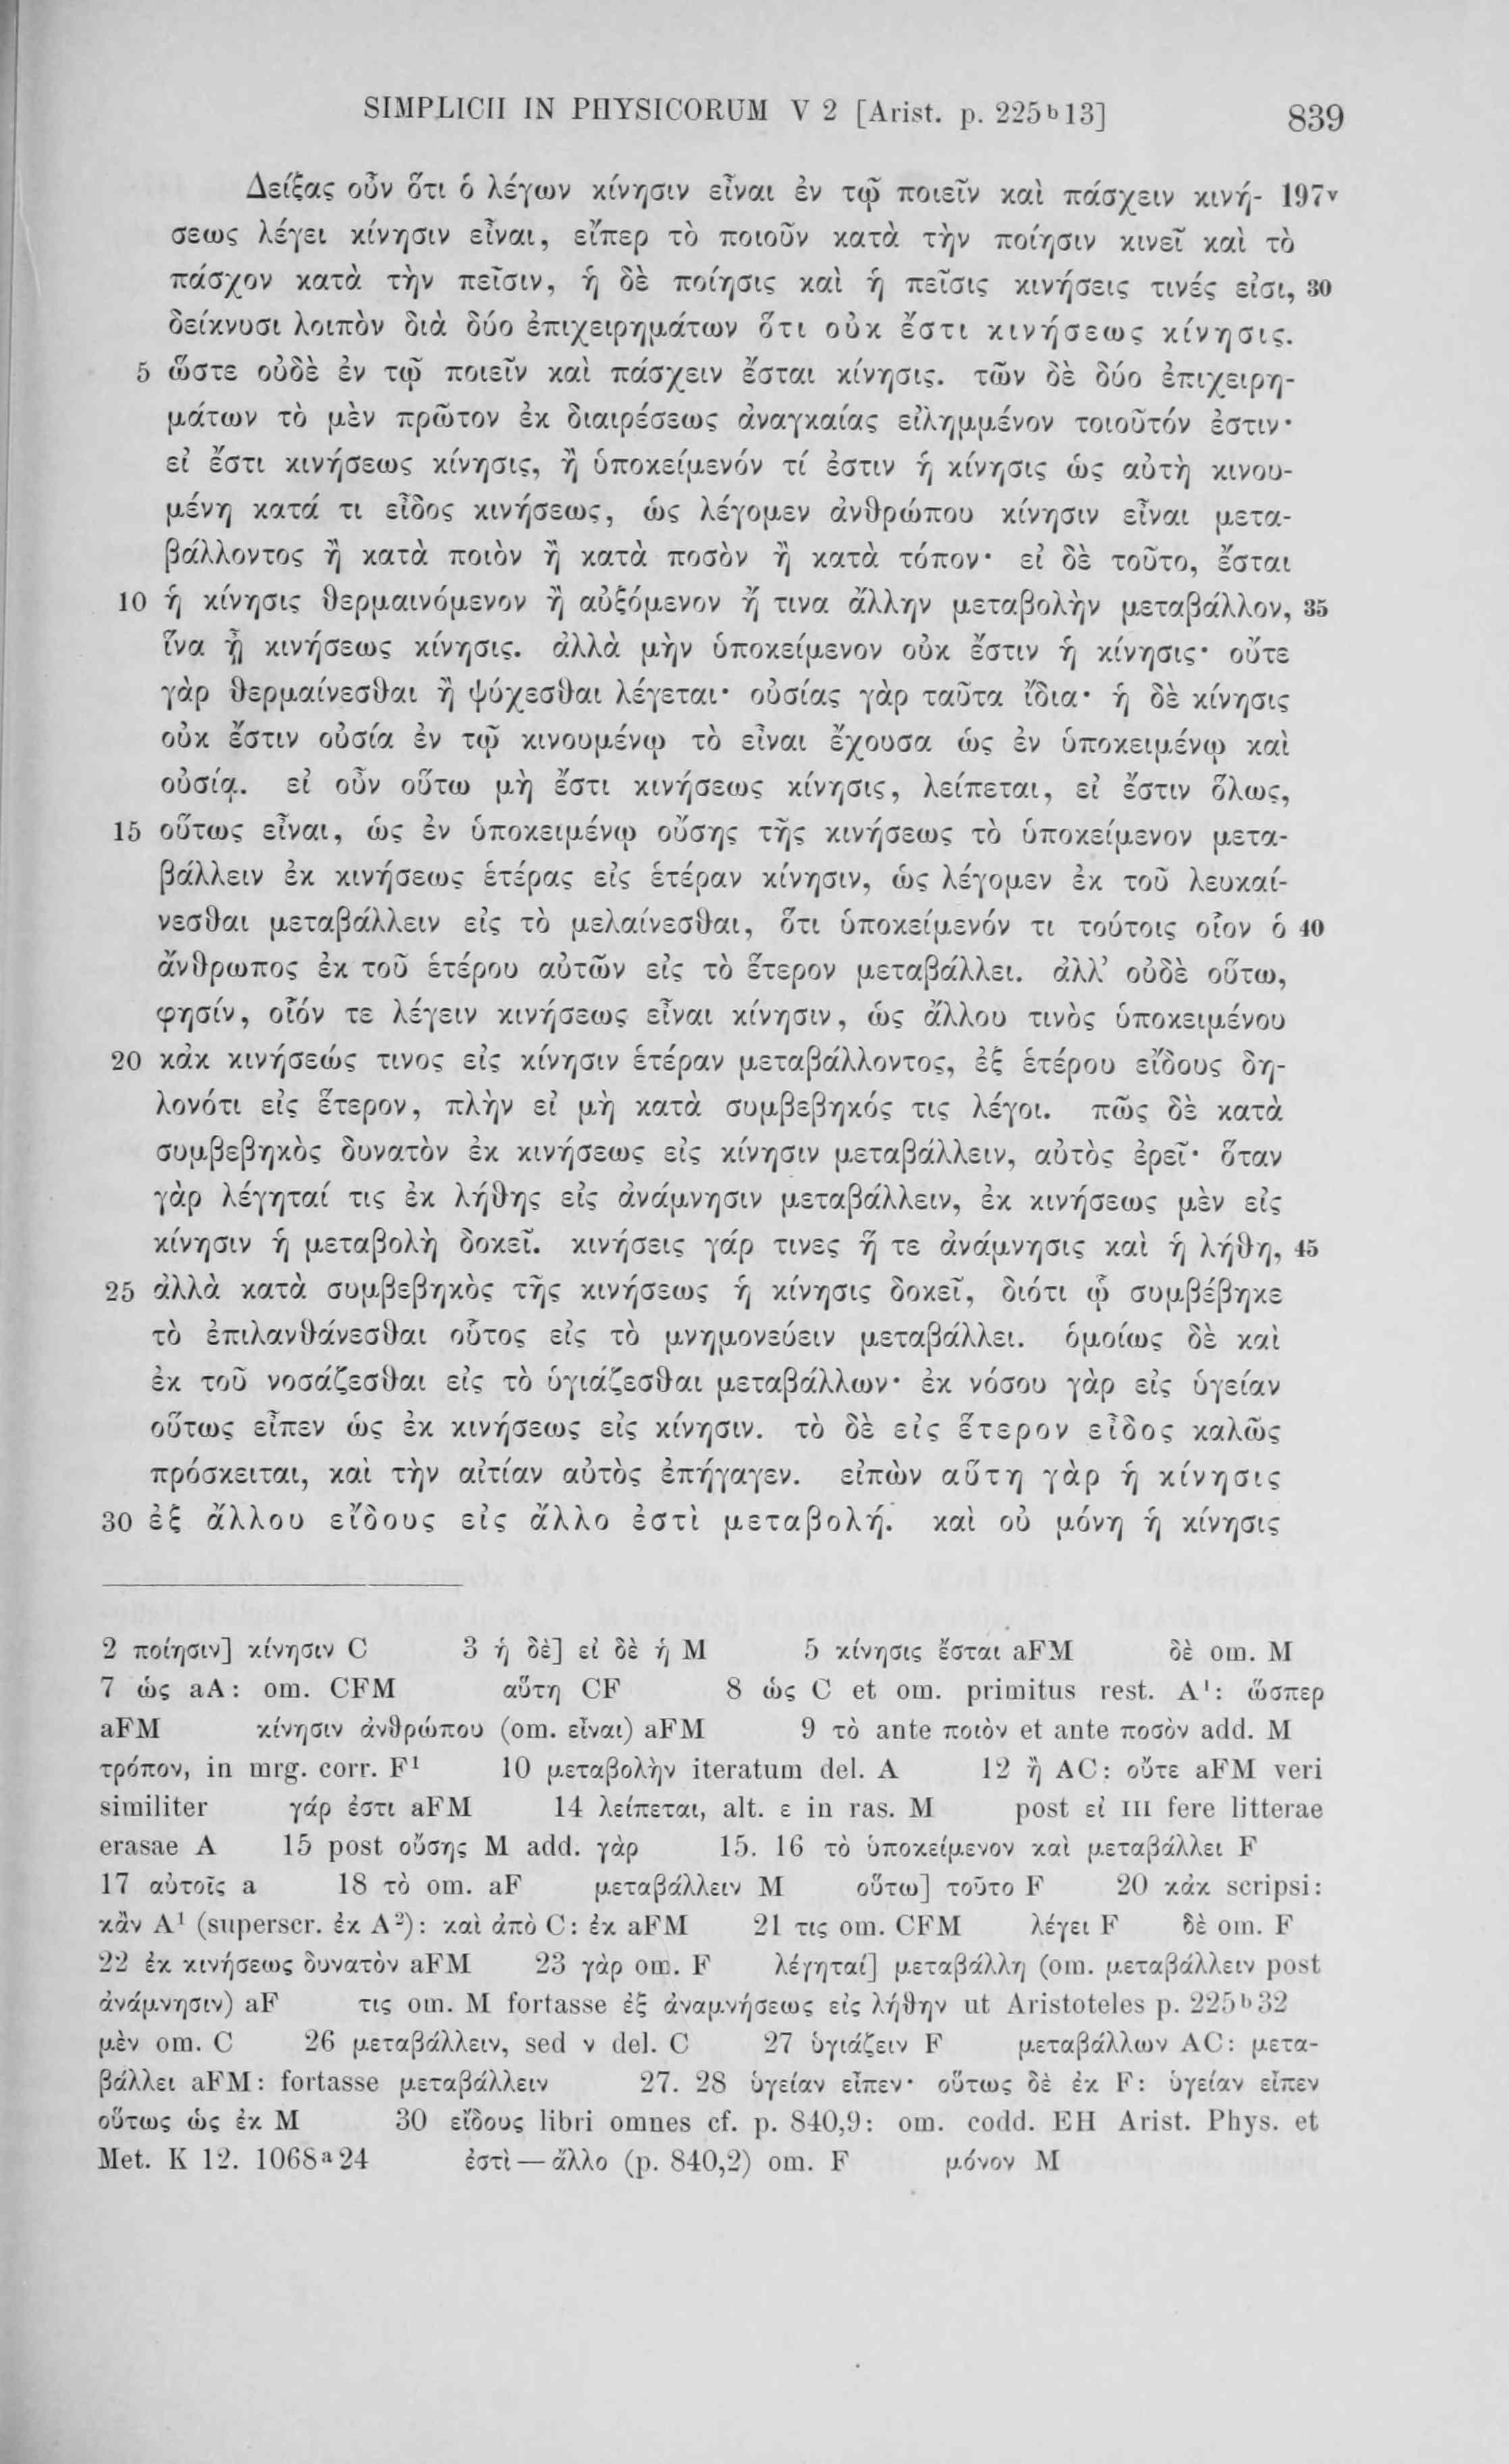 SIMPLICII IN PHYSICORUM V 2 [Arist. p. 225ᵇ13] 839
Δείξας οὖν ὅτι ὁ λέγων κίνησιν εἶναι ἐν τῷ ποιεῖν καὶ πάσχειν κινή- 197ᵛ
σεως λέγει κίνησιν εἶναι, εἴπερ τὸ ποιοῦν κατὰ τὴν ποίησιν κινεῖ καὶ τὸ
πάσχον κατὰ τὴν πεῖσιν, ἡ δὲ ποίησις καὶ ἡ πεῖσις κινήσεις τινές εἰσι, 30
δείκνυσι λοιπὸν διὰ δύο ἐπιχειρημάτων ὅτι οὐκ ἔστι κινήσεως κίνησις.
5 ὥστε οὐδὲ ἐν τῷ ποιεῖν καὶ πάσχειν ἔσται κίνησις. τῶν δὲ δύο ἐπιχειρη-
μάτων τὸ μὲν πρῶτον ἐκ διαιρέσεως ἀναγκαίας εἰλημμένον τοιοῦτόν ἐστιν·
εἰ ἔστι κινήσεως κίνησις, ἢ ὑποκείμενόν τί ἐστιν ἡ κίνησις ὡς αὐτὴ κινου-
μένη κατά τι εἶδος κινήσεως, ὡς λέγομεν ἀνθρώπου κίνησιν εἶναι μετα-
βάλλοντος ἢ κατὰ ποιὸν ἢ κατὰ ποσὸν ἢ κατὰ τόπον· εἰ δὲ τοῦτο, ἔσται
10 ἡ κίνησις θερμαινόμενον ἢ αὐξόμενον ἤ τινα ἄλλην μεταβολὴν μεταβάλλον, 35
ἵνα ᾖ κινήσεως κίνησις. ἀλλὰ μὴν ὑποκείμενον οὐκ ἔστιν ἡ κίνησις· οὔτε
γὰρ θερμαίνεσθαι ἢ ψύχεσθαι λέγεται· οὐσίας γὰρ ταῦτα ἴδια· ἡ δὲ κίνησις
οὐκ ἔστιν οὐσία ἐν τῷ κινουμένῳ τὸ εἶναι ἔχουσα ὡς ἐν ὑποκειμένῳ καὶ
οὐσίᾳ. εἰ οὖν οὕτω μὴ ἔστι κινήσεως κίνησις, λείπεται, εἰ ἔστιν ὅλως,
15 οὕτως εἶναι, ὡς ἐν ὑποκειμένῳ οὔσης τῆς κινήσεως τὸ ὑποκείμενον μετα-
βάλλειν ἐκ κινήσεως ἑτέρας εἰς ἑτέραν κίνησιν, ὡς λέγομεν ἐκ τοῦ λευκαί-
νεσθαι μεταβάλλειν εἰς τὸ μελαίνεσθαι, ὅτι ὑποκείμενόν τι τούτοις οἷον ὁ 40
ἄνθρωπος ἐκ τοῦ ἑτέρου αὐτῶν εἰς τὸ ἕτερον μεταβάλλει. ἀλλ’ οὐδὲ οὕτω,
φησίν, οἷόν τε λέγειν κινήσεως εἶναι κίνησιν, ὡς ἄλλου τινὸς ὑποκειμένου
20 κἀκ κινήσεώς τινος εἰς κίνησιν ἑτέραν μεταβάλλοντος, ἐξ ἑτέρου εἴδους δη-
λονότι εἰς ἕτερον, πλὴν εἰ μὴ κατὰ συμβεβηκός τις λέγοι. πῶς δὲ κατὰ
συμβεβηκὸς δυνατὸν ἐκ κινήσεως εἰς κίνησιν μεταβάλλειν, αὐτὸς ἐρεῖ· ὅταν
γὰρ λέγηταί τις ἐκ λήθης εἰς ἀνάμνησιν μεταβάλλειν, ἐκ κινήσεως μὲν εἰς
κίνησιν ἡ μεταβολὴ δοκεῖ. κινήσεις γάρ τινες ἥ τε ἀνάμνησις καὶ ἡ λήθη, 45
25 ἀλλὰ κατὰ συμβεβηκὸς τῆς κινήσεως ἡ κίνησις δοκεῖ, διότι ᾧ συμβέβηκε
τὸ ἐπιλανθάνεσθαι οὗτος εἰς τὸ μνημονεύειν μεταβάλλει. ὁμοίως δὲ καὶ
ἐκ τοῦ νοσάζεσθαι εἰς τὸ ὑγιάζεσθαι μεταβάλλων· ἐκ νόσου γὰρ εἰς ὑγείαν
οὕτως εἶπεν ὡς ἐκ κινήσεως εἰς κίνησιν. τὸ δὲ εἰς ἕτερον εἶδος καλῶς
πρόσκειται, καὶ τὴν αἰτίαν αὐτὸς ἐπήγαγεν. εἰπὼν αὕτη γὰρ ἡ κίνησις
30 ἐξ ἄλλου εἴδους εἰς ἄλλο ἐστὶ μεταβολή. καὶ οὐ μόνη ἡ κίνησις
2 ποίησιν] κίνησιν C 3 ἡ δὲ] εἰ δὲ ἡ M 5 κίνησις ἔσται aFM δὲ om. M
7 ὡς aA: om. CFM αὕτη CF 8 ὡς C et om. primitus rest. A¹: ὥσπερ
aFM κίνησιν ἀνθρώπου (om. εἶναι) aFM 9 τὸ ante ποιὸν et ante ποσὸν add. M
τρόπον, in mrg. corr. F¹ 10 μεταβολὴν iteratum del. A 12 ἢ AC: οὔτε aFM veri
similiter γάρ ἐστι aFM 14 λείπεται, alt. ε in ras. M post εἰ III fere litterae
erasae A 15 post οὔσης M add. γὰρ 15. 16 τὸ ὑποκείμενον καὶ μεταβάλλει F
17 αὐτοῖς a 18 τὸ om. aF μεταβάλλειν M οὕτω] τοῦτο F 20 κἀκ scripsi:
κἂν A¹ (superscr. ἐκ A²): καὶ ἀπὸ C: ἐκ aFM 21 τις om. CFM λέγει F δὲ om. F
22 ἐκ κινήσεως δυνατὸν aFM 23 γὰρ om. F λέγηταί] μεταβάλλῃ (om. μεταβάλλειν post
ἀνάμνησιν) aF τις om. M fortasse ἐξ ἀναμνήσεως εἰς λήθην ut Aristoteles p. 225ᵇ32
μὲν om. C 26 μεταβάλλειν, sed ν del. C 27 ὑγιάζειν F μεταβάλλων AC: μετα-
βάλλει aFM: fortasse μεταβάλλειν 27. 28 ὑγείαν εἶπεν· οὕτως δὲ ἐκ F: ὑγείαν εἶπεν
οὕτως ὡς ἐκ M 30 εἴδους libri omnes cf. p. 840,9: om. codd. EH Arist. Phys. et
Met. K 12. 1068ᵃ24 ἐστὶ — ἄλλο (p. 840,2) om. F μόνον M